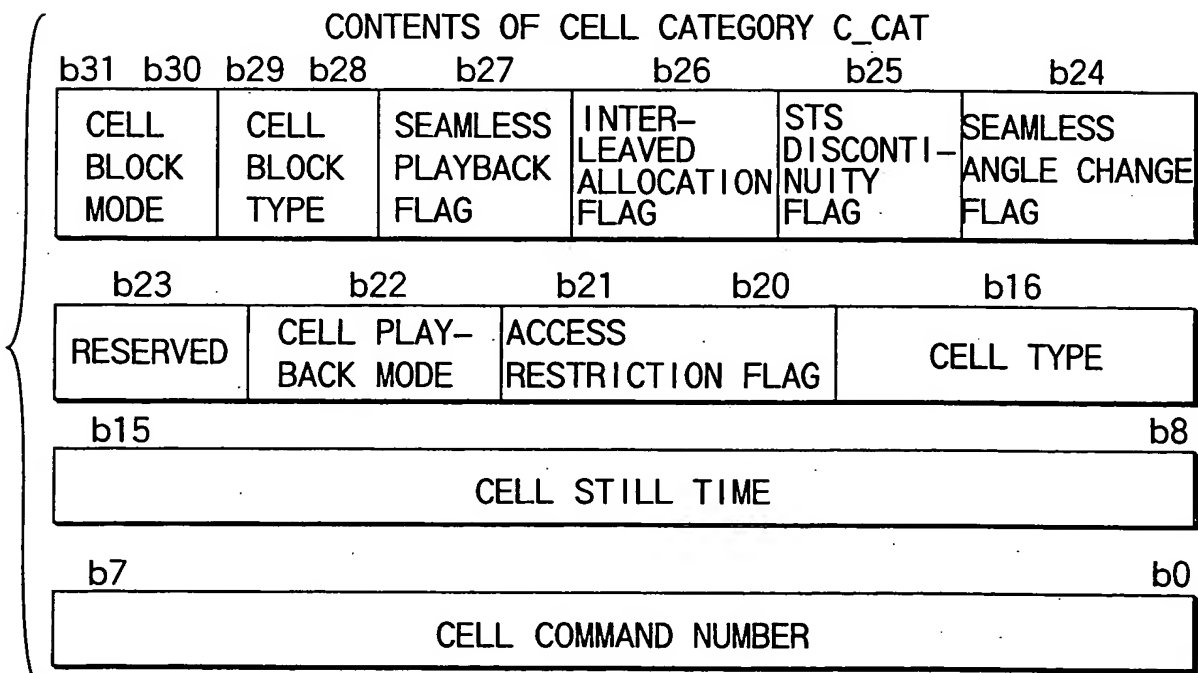 CONTENTS OF CELL CATEGORY C_CAT
b31 b30 b29 b28 b27 b26 b25 b24
CELL
BLOCK
MODE
CELL
BLOCK
TYPE
SEAMLESS
PLAYBACK
FLAG
INTER–
LEAVED
ALLOCATION
FLAG
STS
DISCONTI–
NUITY
FLAG
SEAMLESS
ANGLE CHANGE
FLAG
b23 b22 b21 b20 b16
RESERVED
CELL PLAY–
BACK MODE
ACCESS
RESTRICTION FLAG
CELL TYPE
b15 b8
CELL STILL TIME
b7 b0
CELL COMMAND NUMBER